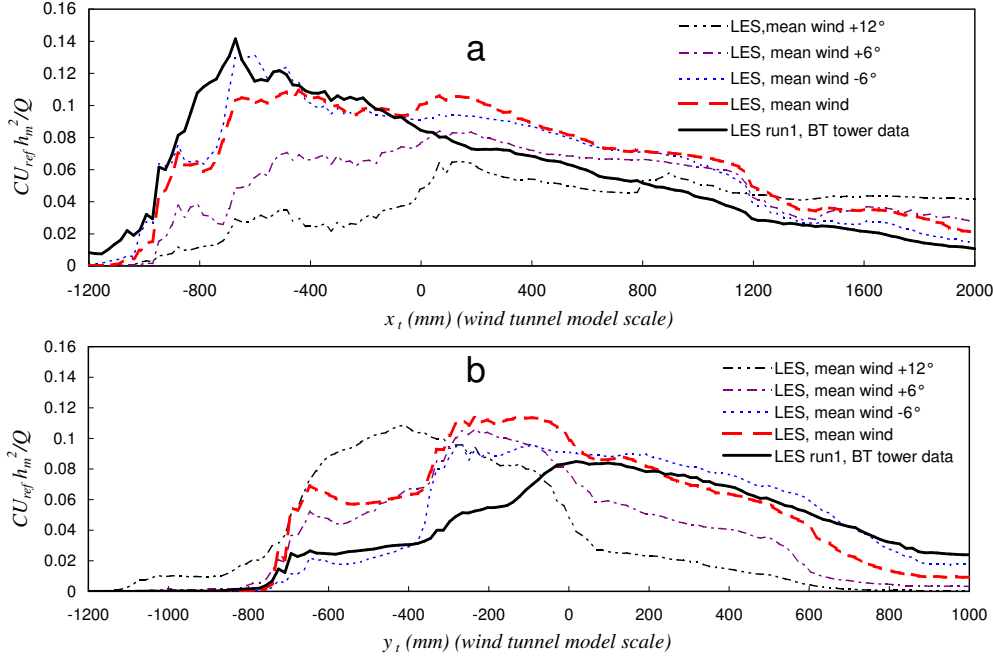 0.16
0.14
0.12
0.1
0.08
0.06
0.04
0.02
0
CU_ref h_m^2/Q
a
LES,mean wind +12°
LES, mean wind +6°
LES, mean wind -6°
LES, mean wind
LES run1, BT tower data
-1200 -800 -400 0 400 800 1200 1600 2000
x_t (mm) (wind tunnel model scale)
0.16
0.14
0.12
0.1
0.08
0.06
0.04
0.02
0
CU_ref h_m^2/Q
b
LES, mean wind +12°
LES, mean wind +6°
LES, mean wind -6°
LES, mean wind
LES run1, BT tower data
-1200 -1000 -800 -600 -400 -200 0 200 400 600 800 1000
y_t (mm) (wind tunnel model scale)